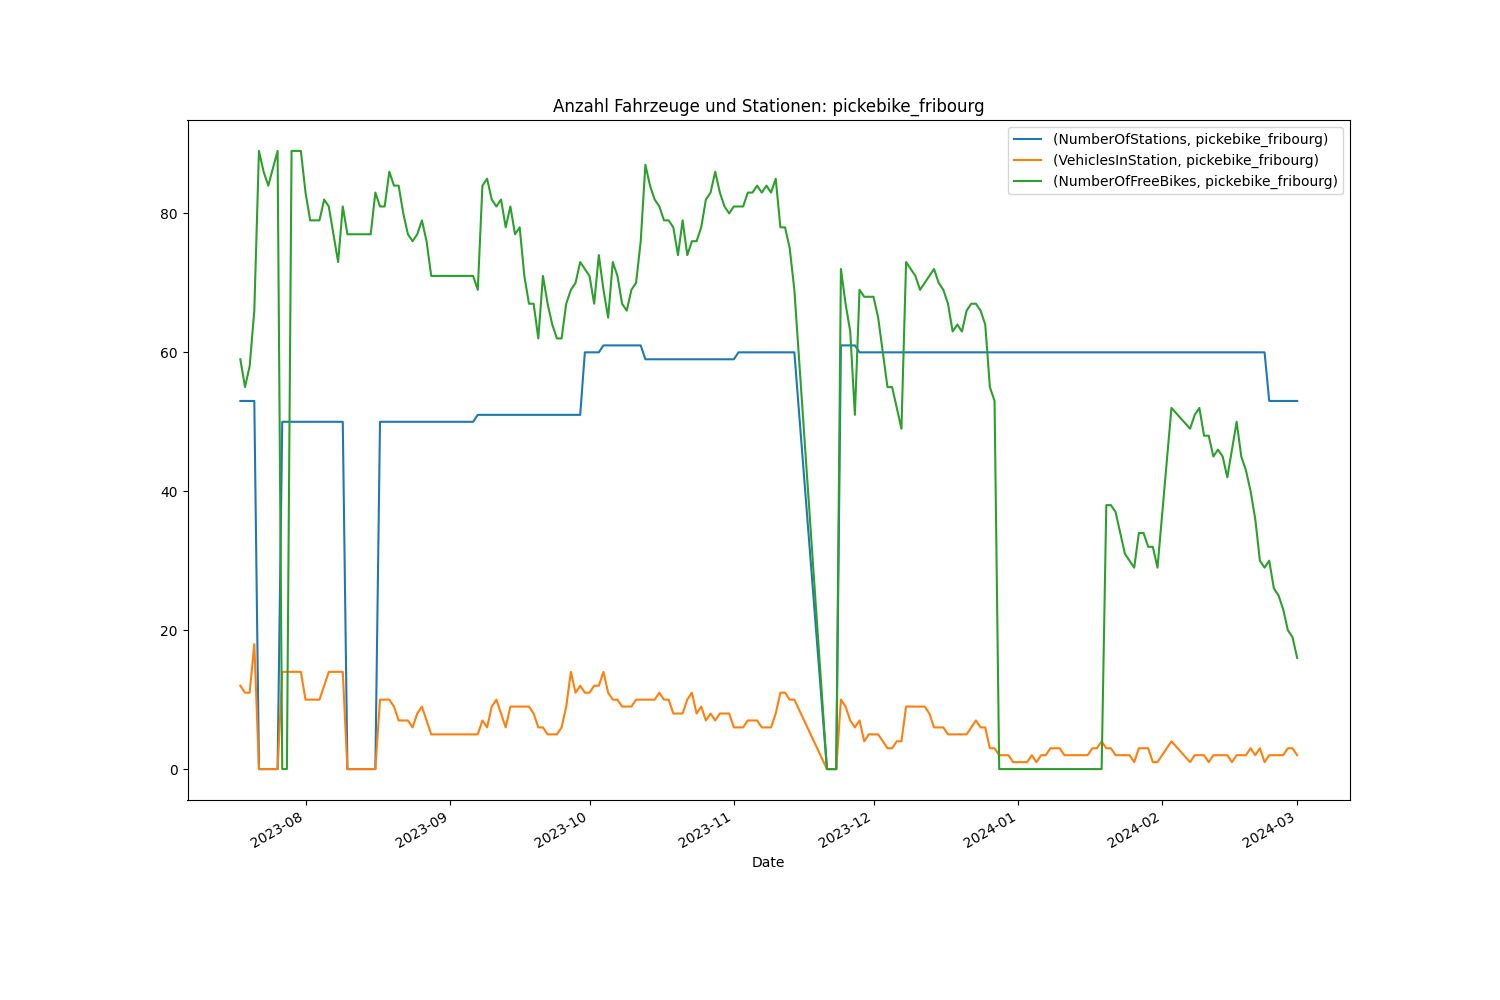 Anzahl Fahrzeuge und Stationen: pickebike_fribourg
(NumberOfStations, pickebike_fribourg)
(VehiclesInStation, pickebike_fribourg)
(NumberOfFreeBikes, pickebike_fribourg)
80
60
40
20
0
2023-08
2023-09
2023-10
2023-11
2023-12
2024-01
2024-02
2024-03
Date